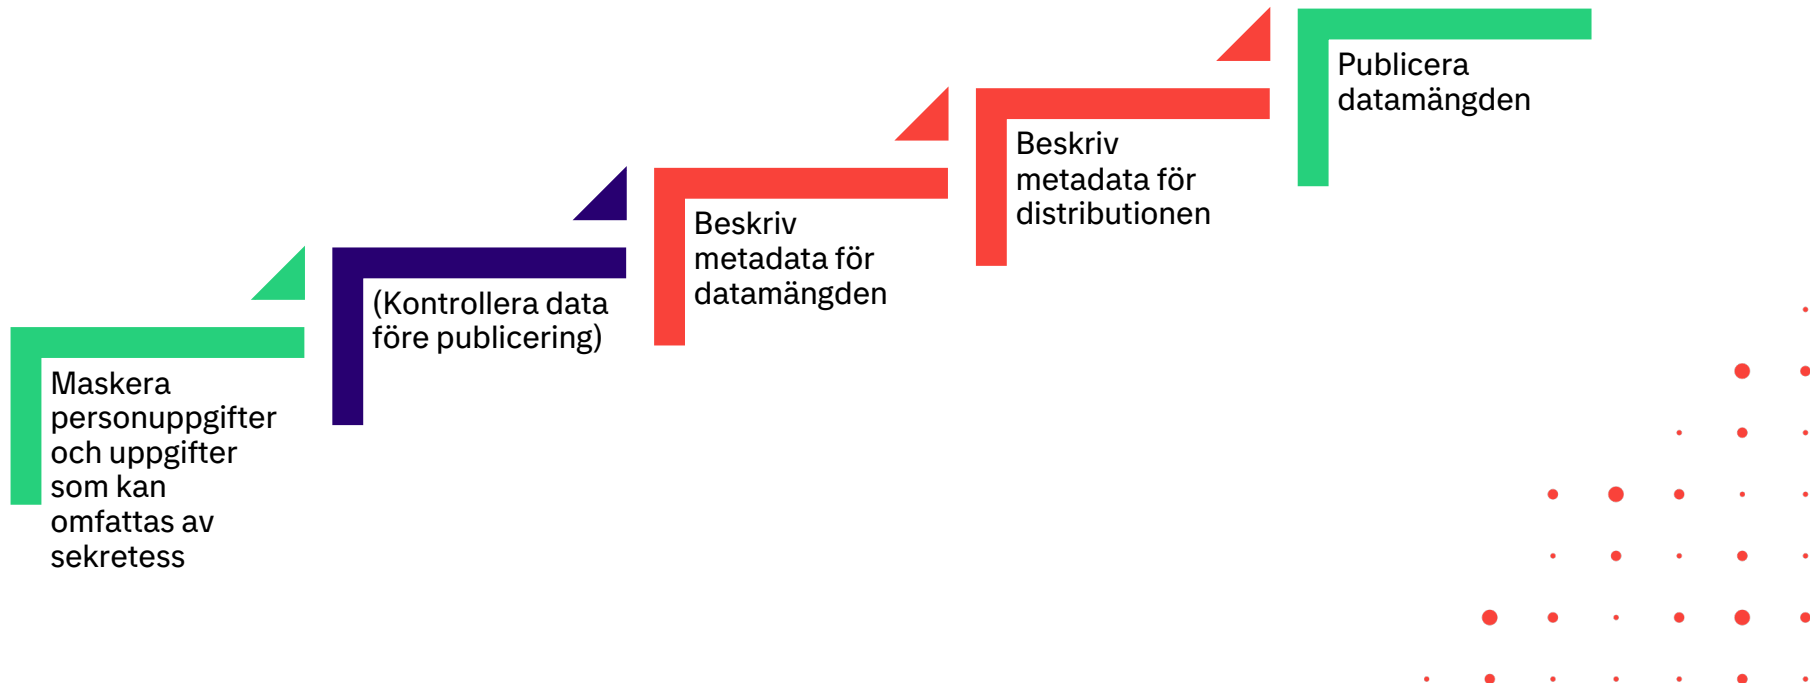 Maskera
personuppgifter
och uppgifter
som kan
omfattas av
sekretess
(Kontrollera data
före publicering)
Beskriv
metadata för
datamängden
Beskriv
metadata för
distributionen
Publicera
datamängden